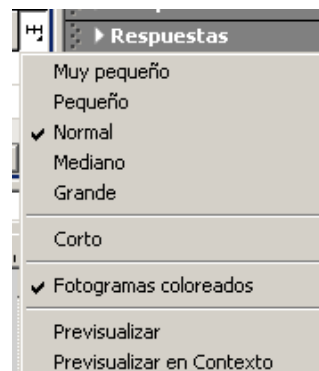 Respuestas
Muy pequeño
Pequeño
Normal
Mediano
Grande
Corto
Fotogramas coloreados
Previsualizar
Previsualizar en Contexto